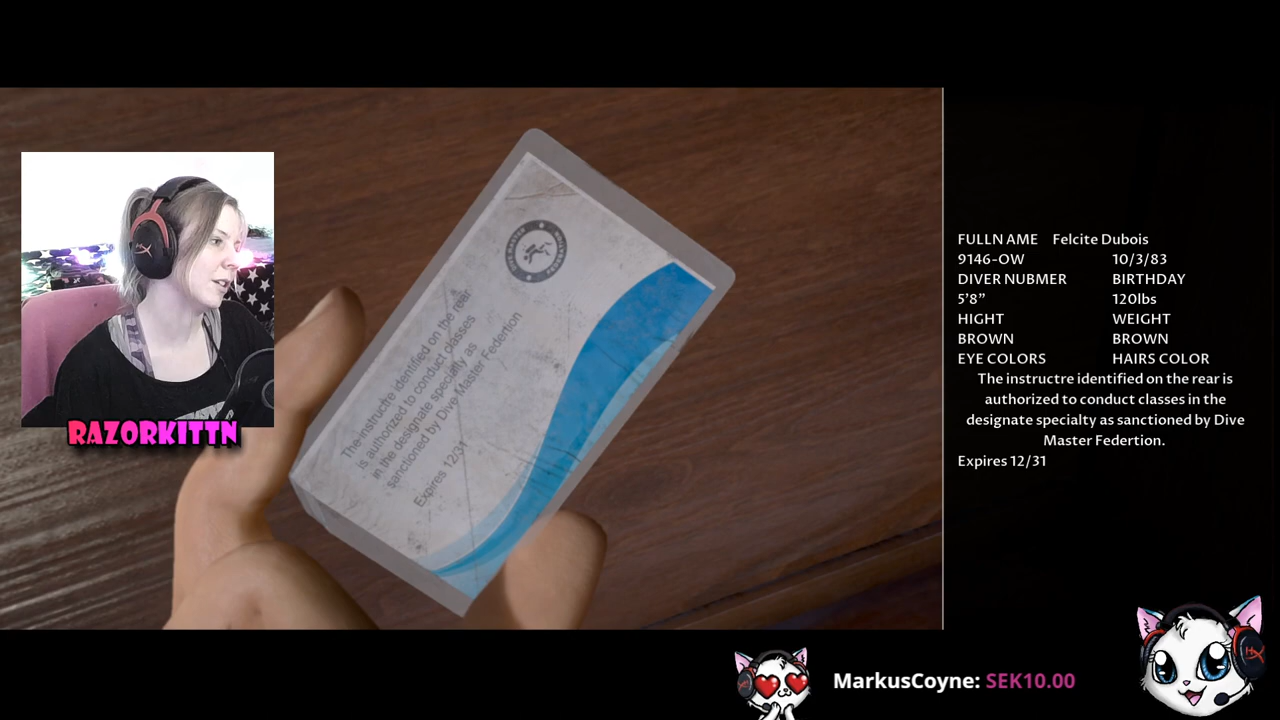 The instructre identified on the rear
is authorized to conduct classes
in the designate specialty as
sanctioned by Dive Master Federtion
Expires 12/31
RAZORKITTN
FULLN AME Felcite Dubois
9146-OW 10/3/83
DIVER NUBMER BIRTHDAY
5'8” 120lbs
HIGHT WEIGHT
BROWN BROWN
EYE COLORS HAIRS COLOR
The instructre identified on the rear is
authorized to conduct classes in the
designate specialty as sanctioned by Dive
Master Federtion.
Expires 12/31
MarkusCoyne: SEK10.00